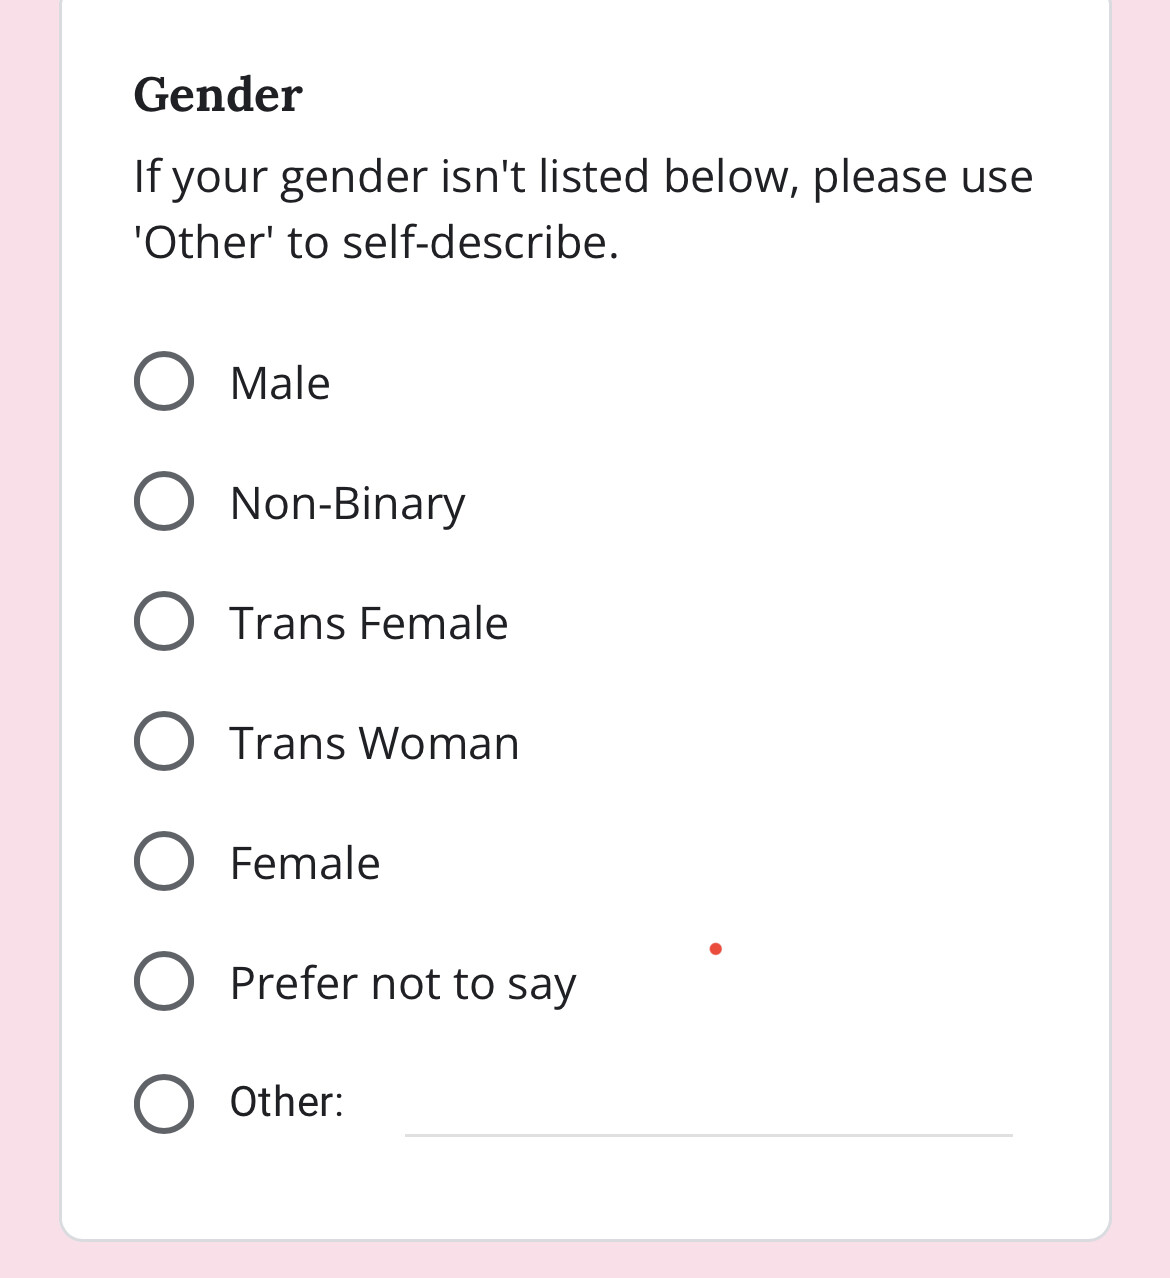 Gender
If your gender isn't listed below, please use
'Other' to self-describe.
Male
Non-Binary
Trans Female
Trans Woman
Female
Prefer not to say
Other: